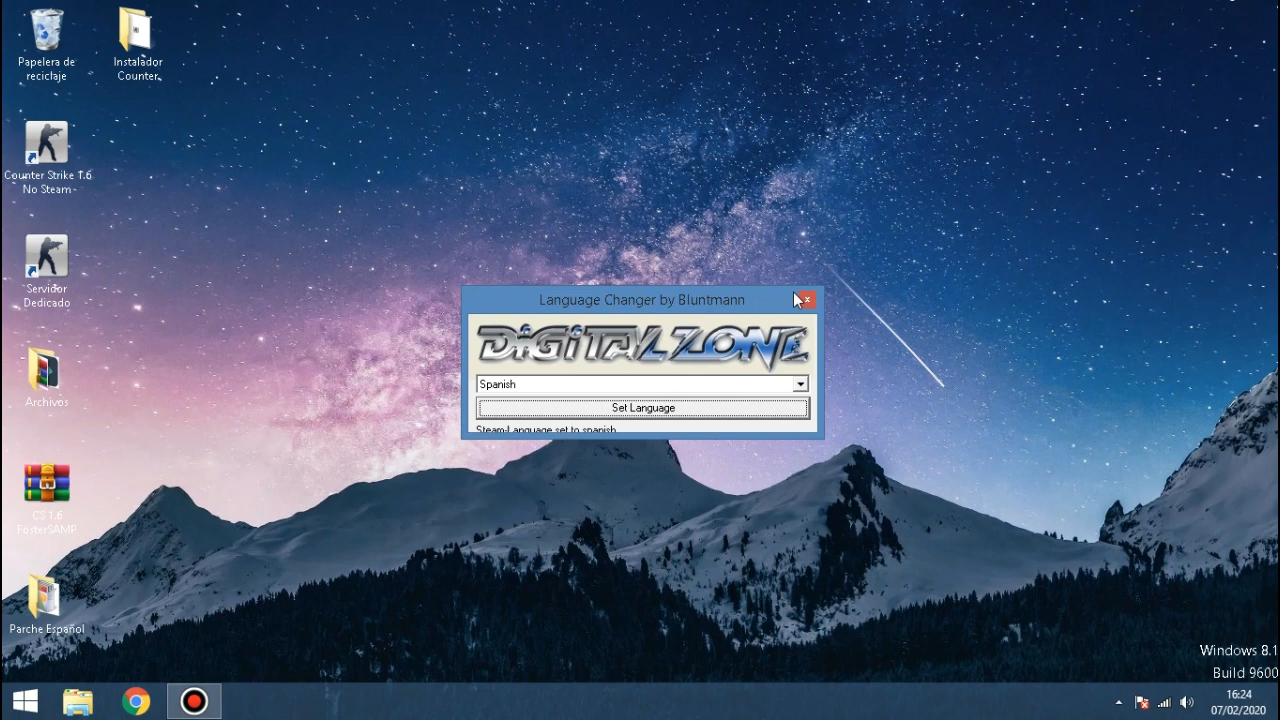 Papelera de
reciclaje
Instalador
Counter
Counter Strike 1.6
No Steam
Servidor
Dedicado
Archivos
CS 1.6
FosterSAMP
Parche Español
Language Changer by Bluntmann
DIGITALZONE
Spanish
Set Language
Steam-Language set to spanish
Windows 8.1
Build 9600
16:24
07/02/2020